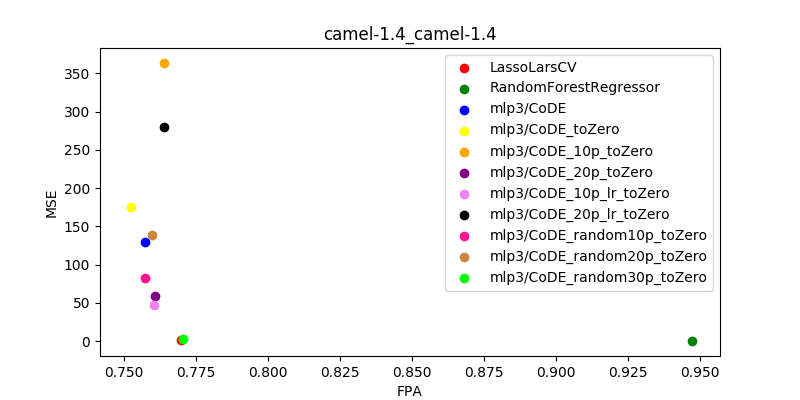 camel-1.4_camel-1.4
MSE
350
300
250
200
150
100
50
0
LassoLarsCV
RandomForestRegressor
mlp3/CoDE
mlp3/CoDE_toZero
mlp3/CoDE_10p_toZero
mlp3/CoDE_20p_toZero
mlp3/CoDE_10p_lr_toZero
mlp3/CoDE_20p_lr_toZero
mlp3/CoDE_random10p_toZero
mlp3/CoDE_random20p_toZero
mlp3/CoDE_random30p_toZero
0.750 0.775 0.800 0.825 0.850 0.875 0.900 0.925 0.950
FPA